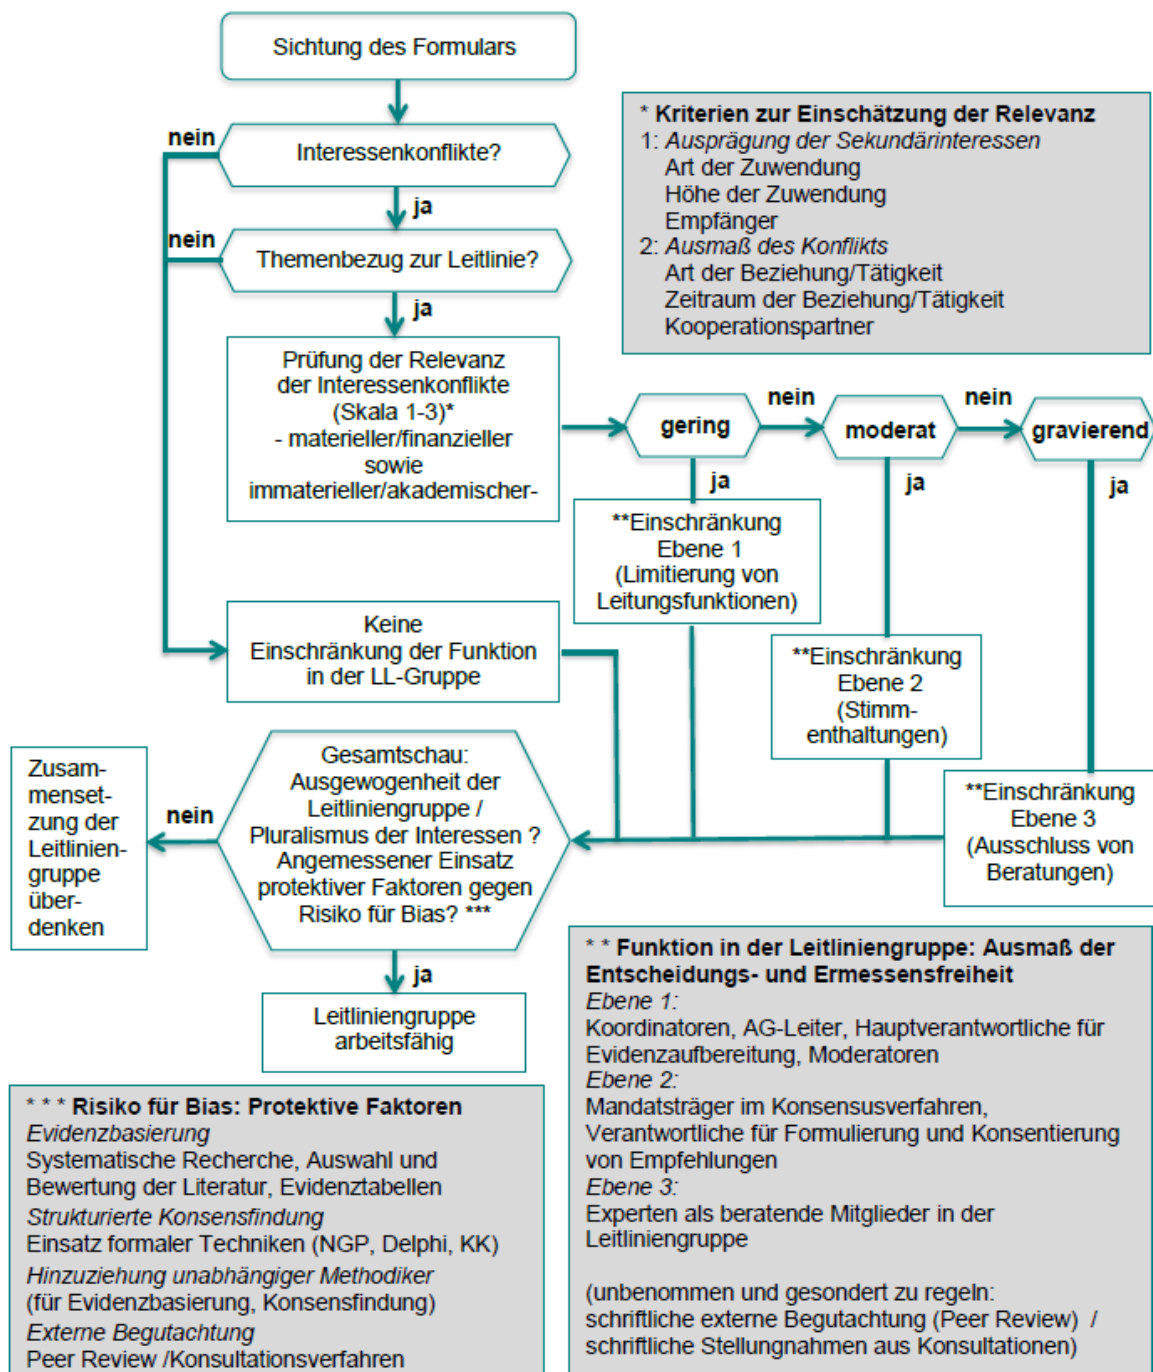 Sichtung des Formulars
nein
Interessenkonflikte?
ja
nein
Themenbezug zur Leitlinie?
ja
* Kriterien zur Einschätzung der Relevanz
1: Ausprägung der Sekundärinteressen
Art der Zuwendung
Höhe der Zuwendung
Empfänger
2: Ausmaß des Konflikts
Art der Beziehung/Tätigkeit
Zeitraum der Beziehung/Tätigkeit
Kooperationspartner
Prüfung der Relevanz
der Interessenkonflikte
(Skala 1-3)*
- materieller/finanzieller
sowie
immaterieller/akademischer-
gering
nein
moderat
nein
gravierend
ja
ja
ja
**Einschränkung
Ebene 1
(Limitierung von
Leitungsfunktionen)
Keine
Einschränkung der Funktion
in der LL-Gruppe
**Einschränkung
Ebene 2
(Stimm-
enthaltungen)
**Einschränkung
Ebene 3
(Ausschluss von
Beratungen)
Gesamtschau:
Ausgewogenheit der
Leitliniengruppe /
Pluralismus der Interessen ?
Angemessener Einsatz
protektiver Faktoren gegen
Risiko für Bias? ***
nein
Zusam-
menset-
zung der
Leitlinien-
gruppe
über-
denken
ja
Leitliniengruppe
arbeitsfähig
* * Funktion in der Leitliniengruppe: Ausmaß der
Entscheidungs- und Ermessensfreiheit
Ebene 1:
Koordinatoren, AG-Leiter, Hauptverantwortliche für
Evidenzaufbereitung, Moderatoren
Ebene 2:
Mandatsträger im Konsensusverfahren,
Verantwortliche für Formulierung und Konsentierung
von Empfehlungen
Ebene 3:
Experten als beratende Mitglieder in der
Leitliniengruppe
(unbenommen und gesondert zu regeln:
schriftliche externe Begutachtung (Peer Review) /
schriftliche Stellungnahmen aus Konsultationen)
* * * Risiko für Bias: Protektive Faktoren
Evidenzbasierung
Systematische Recherche, Auswahl und
Bewertung der Literatur, Evidenztabellen
Strukturierte Konsensfindung
Einsatz formaler Techniken (NGP, Delphi, KK)
Hinzuziehung unabhängiger Methodiker
(für Evidenzbasierung, Konsensfindung)
Externe Begutachtung
Peer Review /Konsultationsverfahren